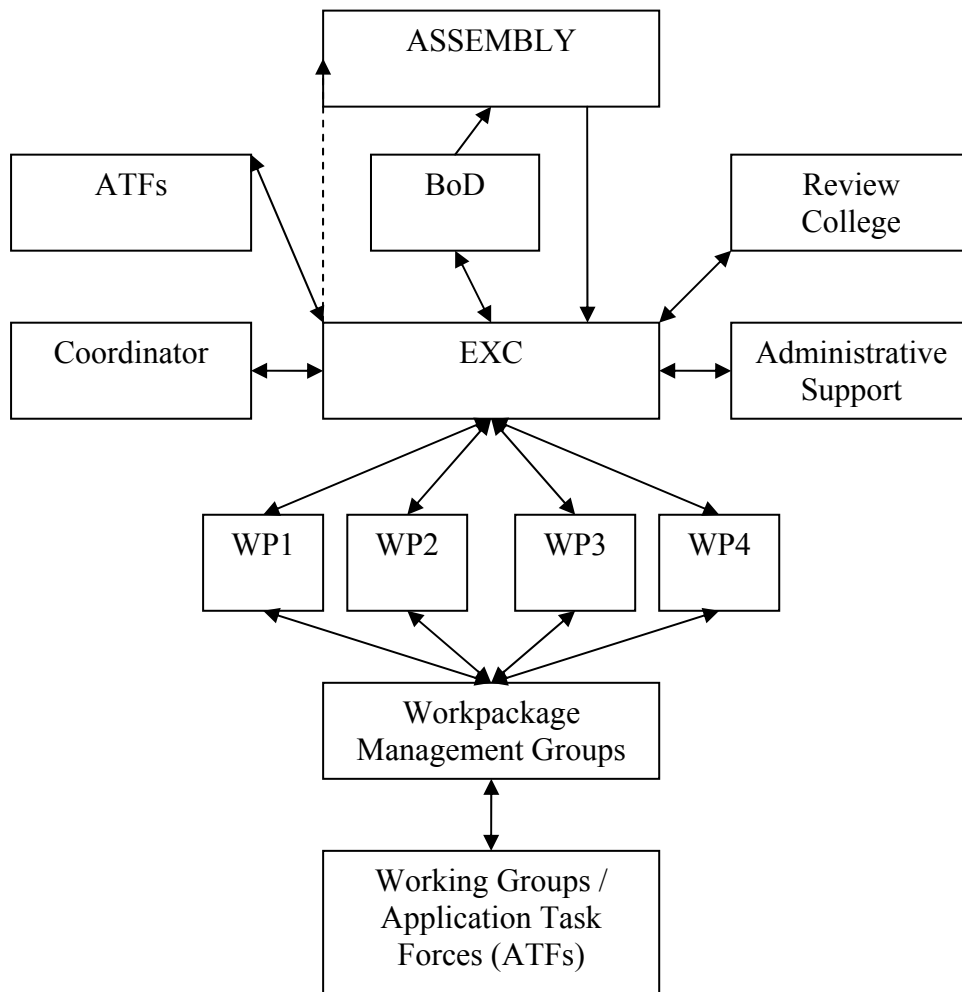 ASSEMBLY
ATFs
BoD
Review
College
Coordinator
EXC
Administrative
Support
WP1
WP2
WP3
WP4
Workpackage
Management Groups
Working Groups /
Application Task
Forces (ATFs)